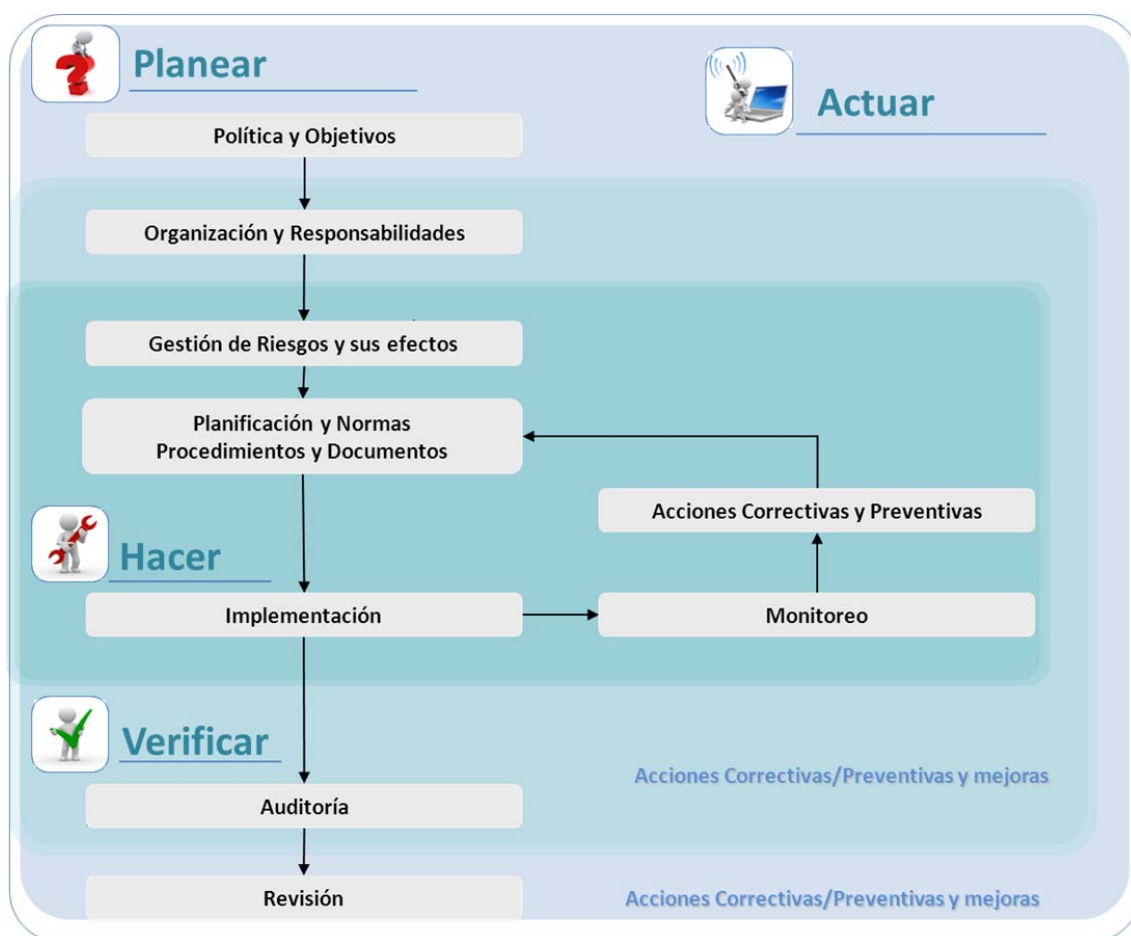 Planear
Actuar
Política y Objetivos
Organización y Responsabilidades
Gestión de Riesgos y sus efectos
Planificación y Normas
Procedimientos y Documentos
Acciones Correctivas y Preventivas
Hacer
Implementación
Monitoreo
Verificar
Acciones Correctivas/Preventivas y mejoras
Auditoría
Revisión
Acciones Correctivas/Preventivas y mejoras